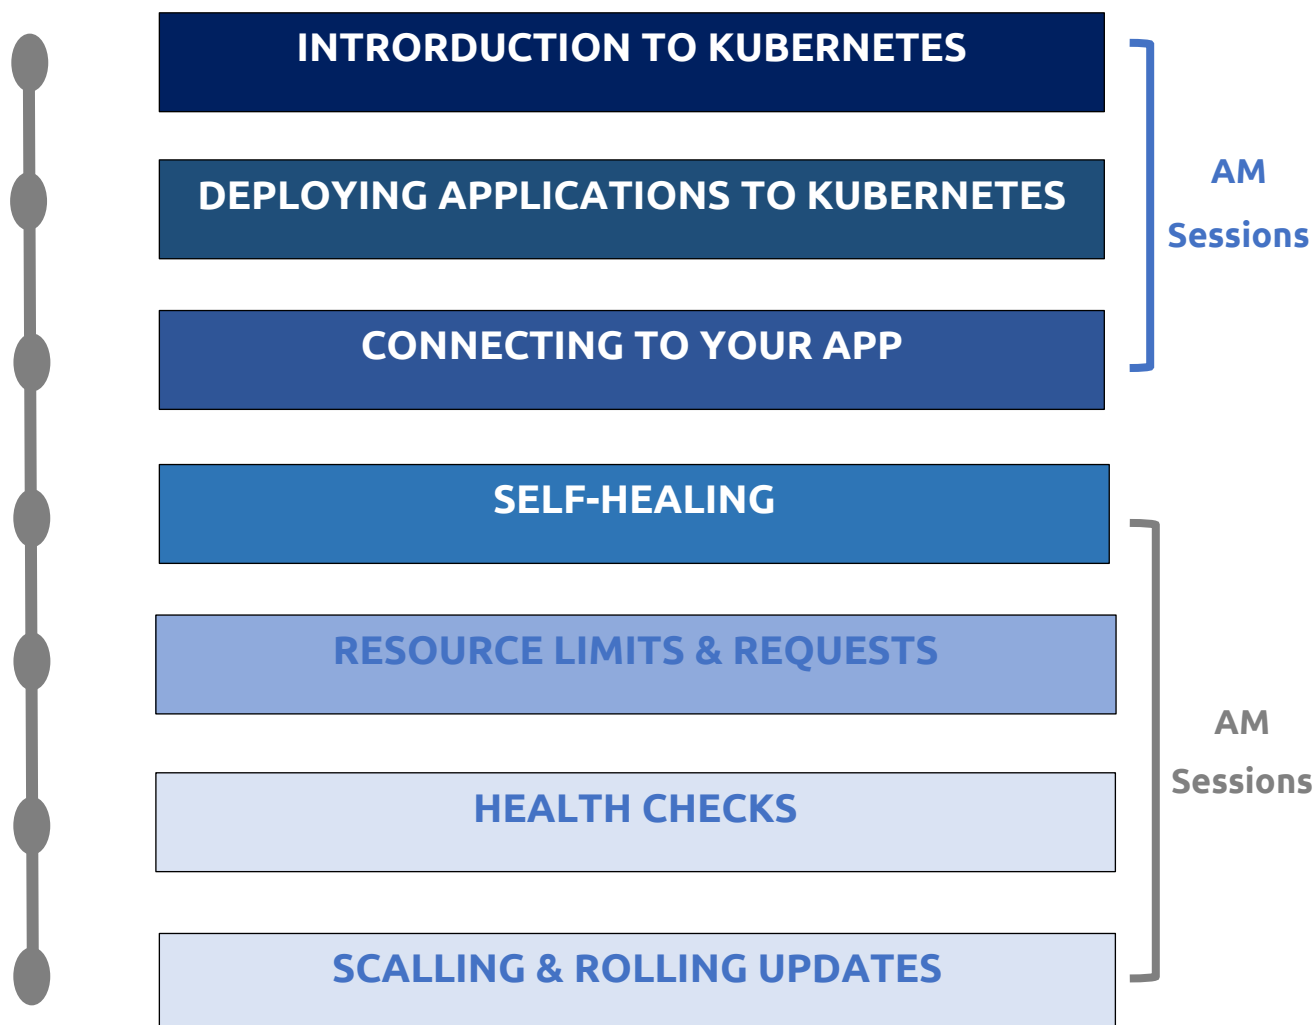 INTRORDUCTION TO KUBERNETES
DEPLOYING APPLICATIONS TO KUBERNETES
CONNECTING TO YOUR APP
AM
Sessions
SELF-HEALING
RESOURCE LIMITS & REQUESTS
HEALTH CHECKS
SCALLING & ROLLING UPDATES
AM
Sessions